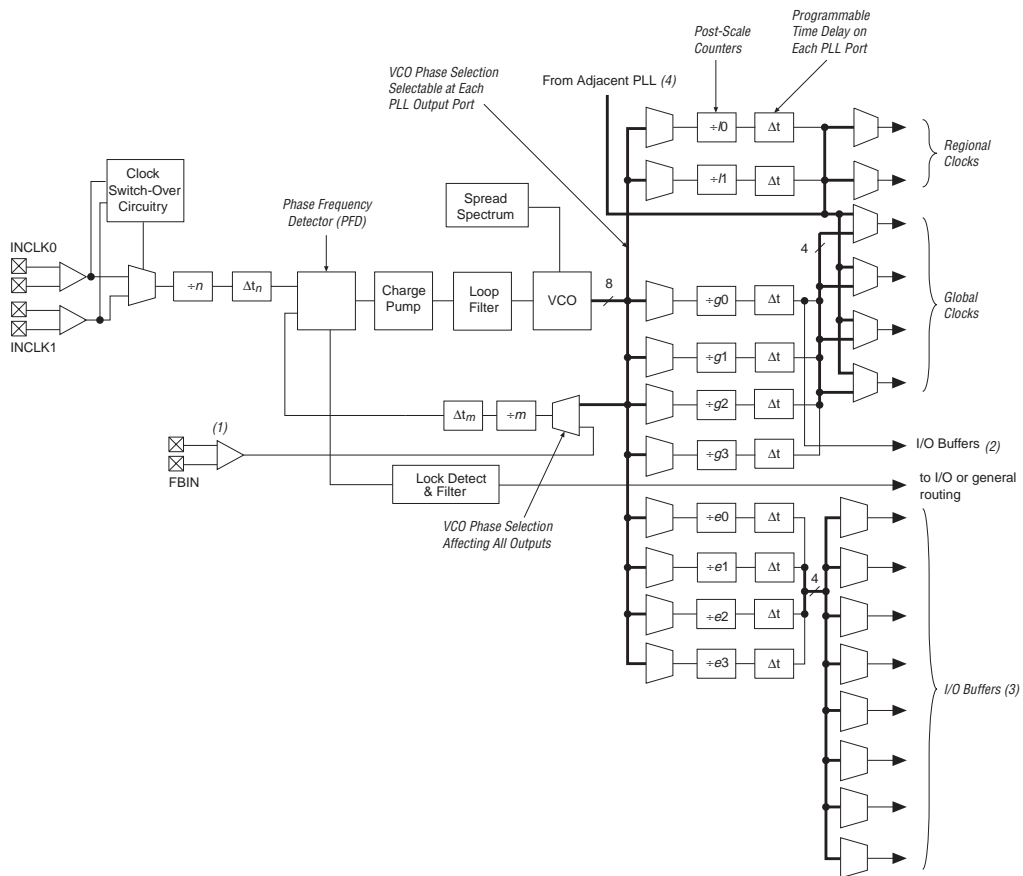 Programmable
Time Delay on
Each PLL Port
Post-Scale
Counters
VCO Phase Selection
Selectable at Each
PLL Output Port
From Adjacent PLL (4)
÷l0
Δt
÷l1
Δt
Regional
Clocks
Clock
Switch-Over
Circuitry
Phase Frequency
Detector (PFD)
Spread
Spectrum
4
INCLK0
÷n
Δtn
Charge
Pump
Loop
Filter
VCO
8
÷g0
Δt
Global
Clocks
INCLK1
÷g1
Δt
Δtm
÷m
÷g2
Δt
(1)
FBIN
÷g3
Δt
I/O Buffers (2)
Lock Detect
& Filter
to I/O or general
routing
VCO Phase Selection
Affecting All Outputs
÷e0
Δt
÷e1
Δt
4
÷e2
Δt
÷e3
Δt
I/O Buffers (3)